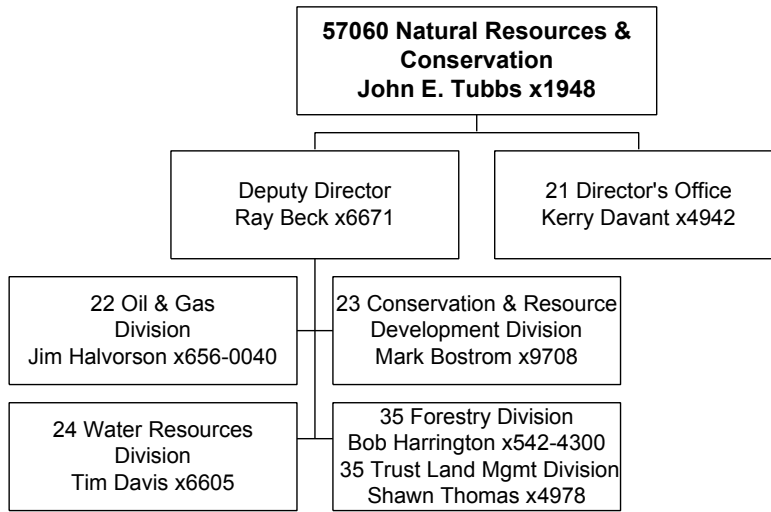 57060 Natural Resources &
Conservation
John E. Tubbs x1948
Deputy Director
Ray Beck x6671
21 Director's Office
Kerry Davant x4942
22 Oil & Gas
Division
Jim Halvorson x656-0040
23 Conservation & Resource
Development Division
Mark Bostrom x9708
24 Water Resources
Division
Tim Davis x6605
35 Forestry Division
Bob Harrington x542-4300
35 Trust Land Mgmt Division
Shawn Thomas x4978